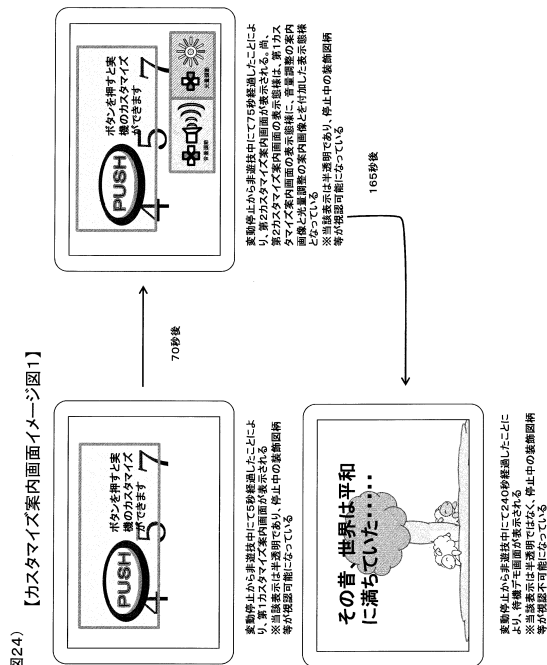 図24)
【カスタマイズ案内画面イメージ図1】
PUSH
ボタンを押すと実
機のカスタマイズ
ができます
4 5 7
変動停止から非遊技中にて5秒経過したことによ
り、第1カスタマイズ案内画面が表示される
※当該表示は半透明であり、停止中の装飾図柄
等が視認可能になっている
70秒後
PUSH
ボタンを押すと実
機のカスタマイズ
ができます
4 5 7
音量調整
光量調整
変動停止から非遊技中にて75秒経過したことによ
り、第2カスタマイズ案内画面が表示される。尚、
第2カスタマイズ案内画面の表示態様は、第1カス
タマイズ案内画面の表示態様に、音量調整の案内
画像と光量調整の案内画像とを付加した表示態様
となっている
※当該表示は半透明であり、停止中の装飾図柄
等が視認可能になっている
165秒後
その昔、世界は平和
に満ちていた・・・・・・
変動停止から非遊技中にて240秒経過したことに
より、待機デモ画面が表示される
※当該表示は半透明ではなく、停止中の装飾図柄
等が視認不可能になっている